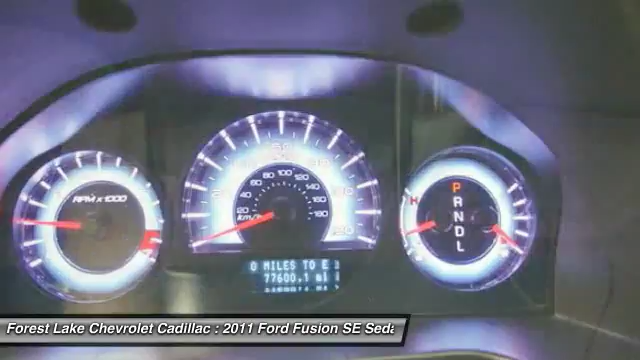 RPM X 1000
20 40 60 80 100 120 140 160 180
km/h
H
P
R
N
D
L
0 MILES TO E
77600.1 mi
Forest Lake Chevrolet Cadillac : 2011 Ford Fusion SE Seda